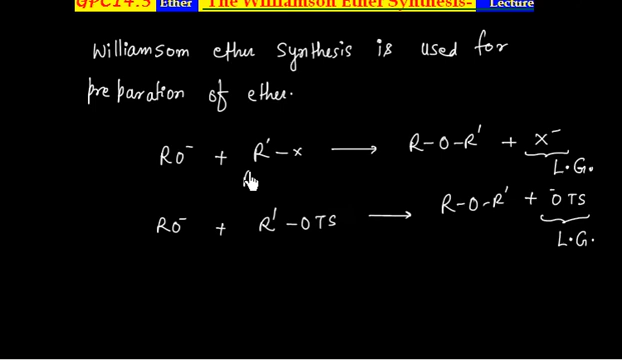 GPC14.3 Ether The Williamson Ether Synthesis- Lecture
Williamson ether synthesis is used for
preparation of ether.
RO⁻ + R'-x → R-O-R' + X⁻
L.G.
RO⁻ + R'-OTS → R-O-R' + ⁻OTS
L.G.